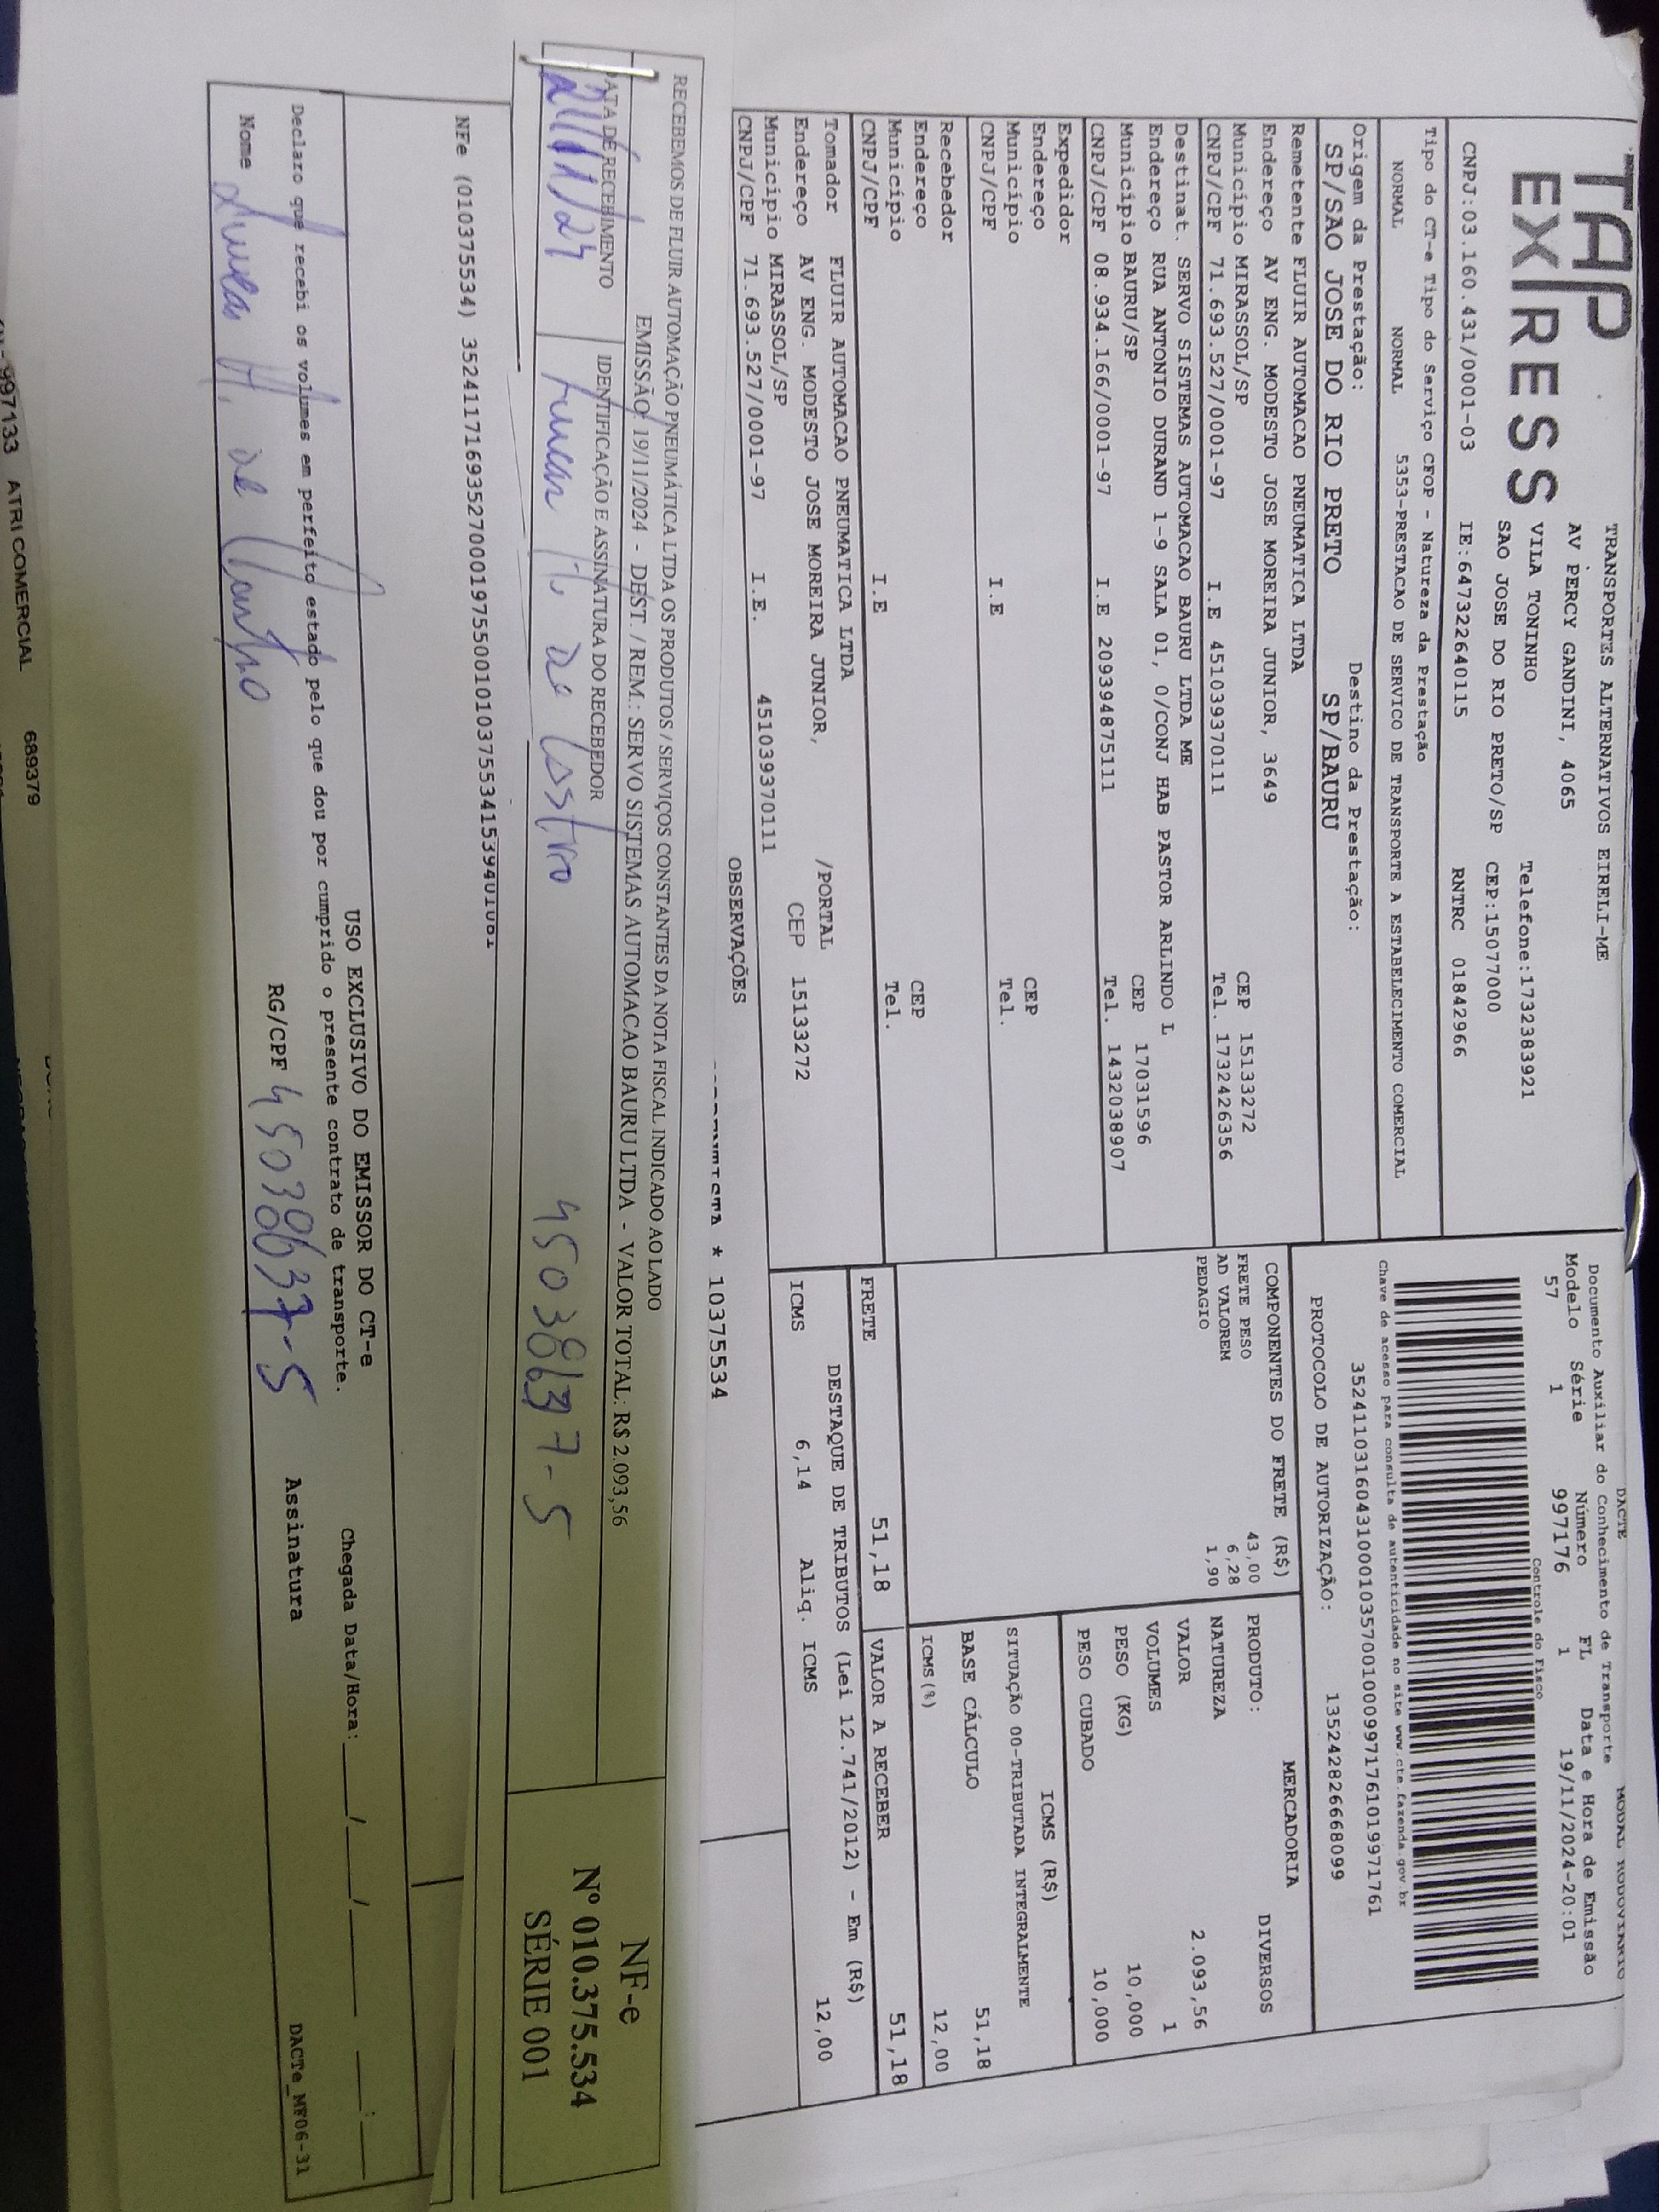 TAP EXPRESS
TRANSPORTES ALTERNATIVOS EIRELI-ME
AV PERCY GANDINI, 4065
VILA TONINHO Telefone:1732383921
SAO JOSE DO RIO PRETO/SP CEP:15077000
CNPJ:03.160.431/0001-03 IE:647322640115 RNTRC 01842966
DACTE
Documento Auxiliar do Conhecimento de Transporte
Modelo Série Número FL Data e Hora de Emissão
57 1 997176 1 19/11/2024-20:01
Controle do Fisco
Chave de acesso para consulta de autenticidade no site www.cte.fazenda.gov.br
35241103160431000103570010009971761019971761
PROTOCOLO DE AUTORIZAÇÃO: 135242826668099
Tipo do CT-e Tipo do Serviço CFOP - Natureza da Prestação
NORMAL NORMAL 5353-PRESTACAO DE SERVICO DE TRANSPORTE A ESTABELECIMENTO COMERCIAL
Origem da Prestação: Destino da Prestação:
SP/SAO JOSE DO RIO PRETO SP/BAURU
Remetente FLUIR AUTOMACAO PNEUMATICA LTDA
Endereço AV ENG. MODESTO JOSE MOREIRA JUNIOR, 3649
Município MIRASSOL/SP CEP 15133272
CNPJ/CPF 71.693.527/0001-97 I.E 451039370111 Tel. 1732426356
Destinat. SERVO SISTEMAS AUTOMACAO BAURU LTDA ME
Endereço RUA ANTONIO DURAND 1-9 SALA 01, 0/CONJ HAB PASTOR ARLINDO L
Município BAURU/SP CEP 17031596
CNPJ/CPF 08.934.166/0001-97 I.E 209394875111 Tel. 1432038907
Expedidor
Endereço
Município CEP
CNPJ/CPF I.E Tel.
Recebedor
Endereço
Município CEP
CNPJ/CPF I.E Tel.
Tomador FLUIR AUTOMACAO PNEUMATICA LTDA
Endereço AV ENG. MODESTO JOSE MOREIRA JUNIOR, /PORTAL
Município MIRASSOL/SP CEP 15133272
CNPJ/CPF 71.693.527/0001-97 I.E. 451039370111
COMPONENTES DO FRETE (R$)
FRETE PESO 43,00
AD VALOREM 6,28
PEDAGIO 1,90
MERCADORIA
PRODUTO: DIVERSOS
NATUREZA
VALOR 2.093,56
VOLUMES 1
PESO (KG) 10,000
PESO CUBADO 10,000
ICMS (R$)
SITUAÇÃO 00-TRIBUTADA INTEGRALMENTE
BASE CÁLCULO 51,18
ICMS(%) 12,00
FRETE 51,18 VALOR A RECEBER 51,18
DESTAQUE DE TRIBUTOS (Lei 12.741/2012) - Em (R$)
ICMS 6,14 Aliq. ICMS 12,00
OBSERVAÇÕES
* 10375534
RECEBEMOS DE FLUIR AUTOMAÇÃO PNEUMÁTICA LTDA OS PRODUTOS / SERVIÇOS CONSTANTES DA NOTA FISCAL INDICADO AO LADO
EMISSÃO: 19/11/2024 - DEST. / REM.: SERVO SISTEMAS AUTOMACAO BAURU LTDA - VALOR TOTAL: R$ 2.093,56
DATA DE RECEBIMENTO IDENTIFICAÇÃO E ASSINATURA DO RECEBEDOR
NF-e
Nº 010.375.534
SÉRIE 001
NFe (010375534) 35241171693527000197550010103755341539401081
USO EXCLUSIVO DO EMISSOR DO CT-e
Declaro que recebi os volumes em perfeito estado pelo que dou por cumprido o presente contrato de transporte.
Chegada Data/Hora: ____/____/______ ___:___
Nome RG/CPF Assinatura
DACTe_MF06-31
997133 ATRI COMERCIAL 689379